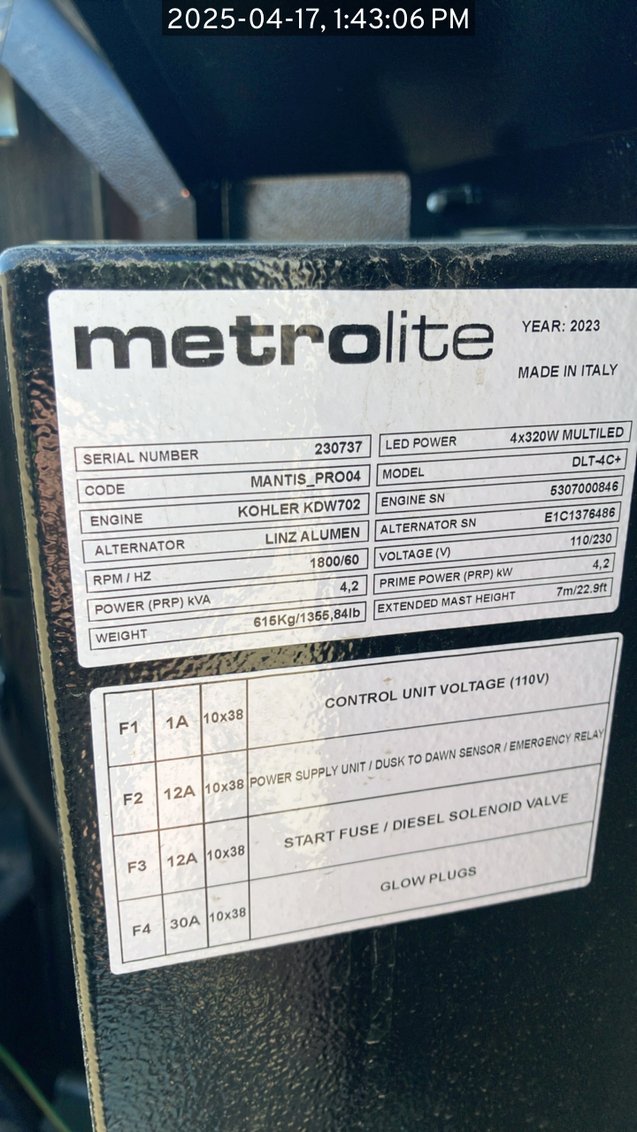 2025-04-17, 1:43:06 PM
metrolite
YEAR: 2023
MADE IN ITALY
SERIAL NUMBER 230737
LED POWER 4x320W MULTILED
CODE MANTIS_PRO04
MODEL DLT-4C+
ENGINE KOHLER KDW702
ENGINE SN 5307000846
ALTERNATOR LINZ ALUMEN
ALTERNATOR SN E1C1376486
RPM / HZ 1800/60
VOLTAGE (V) 110/230
POWER (PRP) kVA 4,2
PRIME POWER (PRP) kW 4,2
WEIGHT 615Kg/1355,84lb
EXTENDED MAST HEIGHT 7m/22.9ft
F1 1A 10x38 CONTROL UNIT VOLTAGE (110V)
F2 12A 10x38 POWER SUPPLY UNIT / DUSK TO DAWN SENSOR / EMERGENCY RELAY
F3 12A 10x38 START FUSE / DIESEL SOLENOID VALVE
F4 30A 10x38 GLOW PLUGS